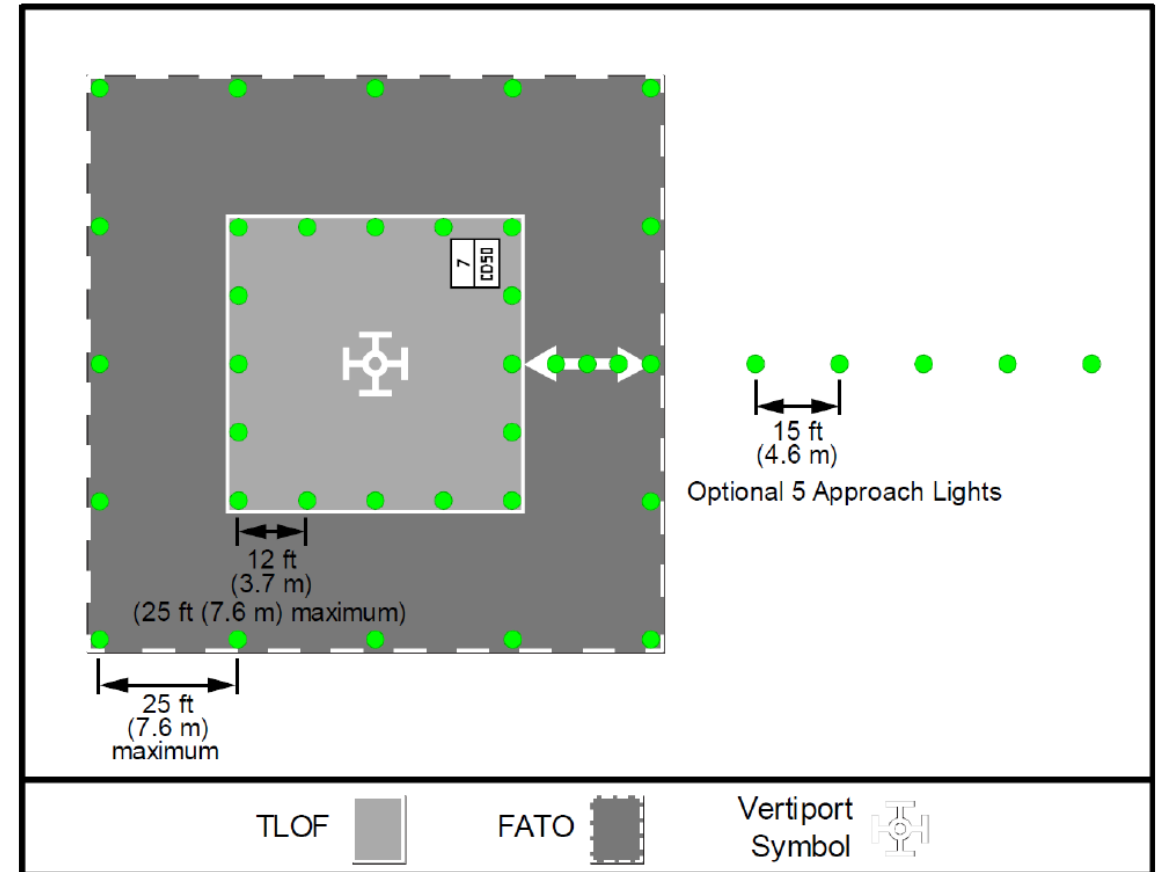 7
CD50
15 ft
(4.6 m)
Optional 5 Approach Lights
12 ft
(3.7 m)
(25 ft (7.6 m) maximum)
25 ft
(7.6 m)
maximum
TLOF
FATO
Vertiport
Symbol